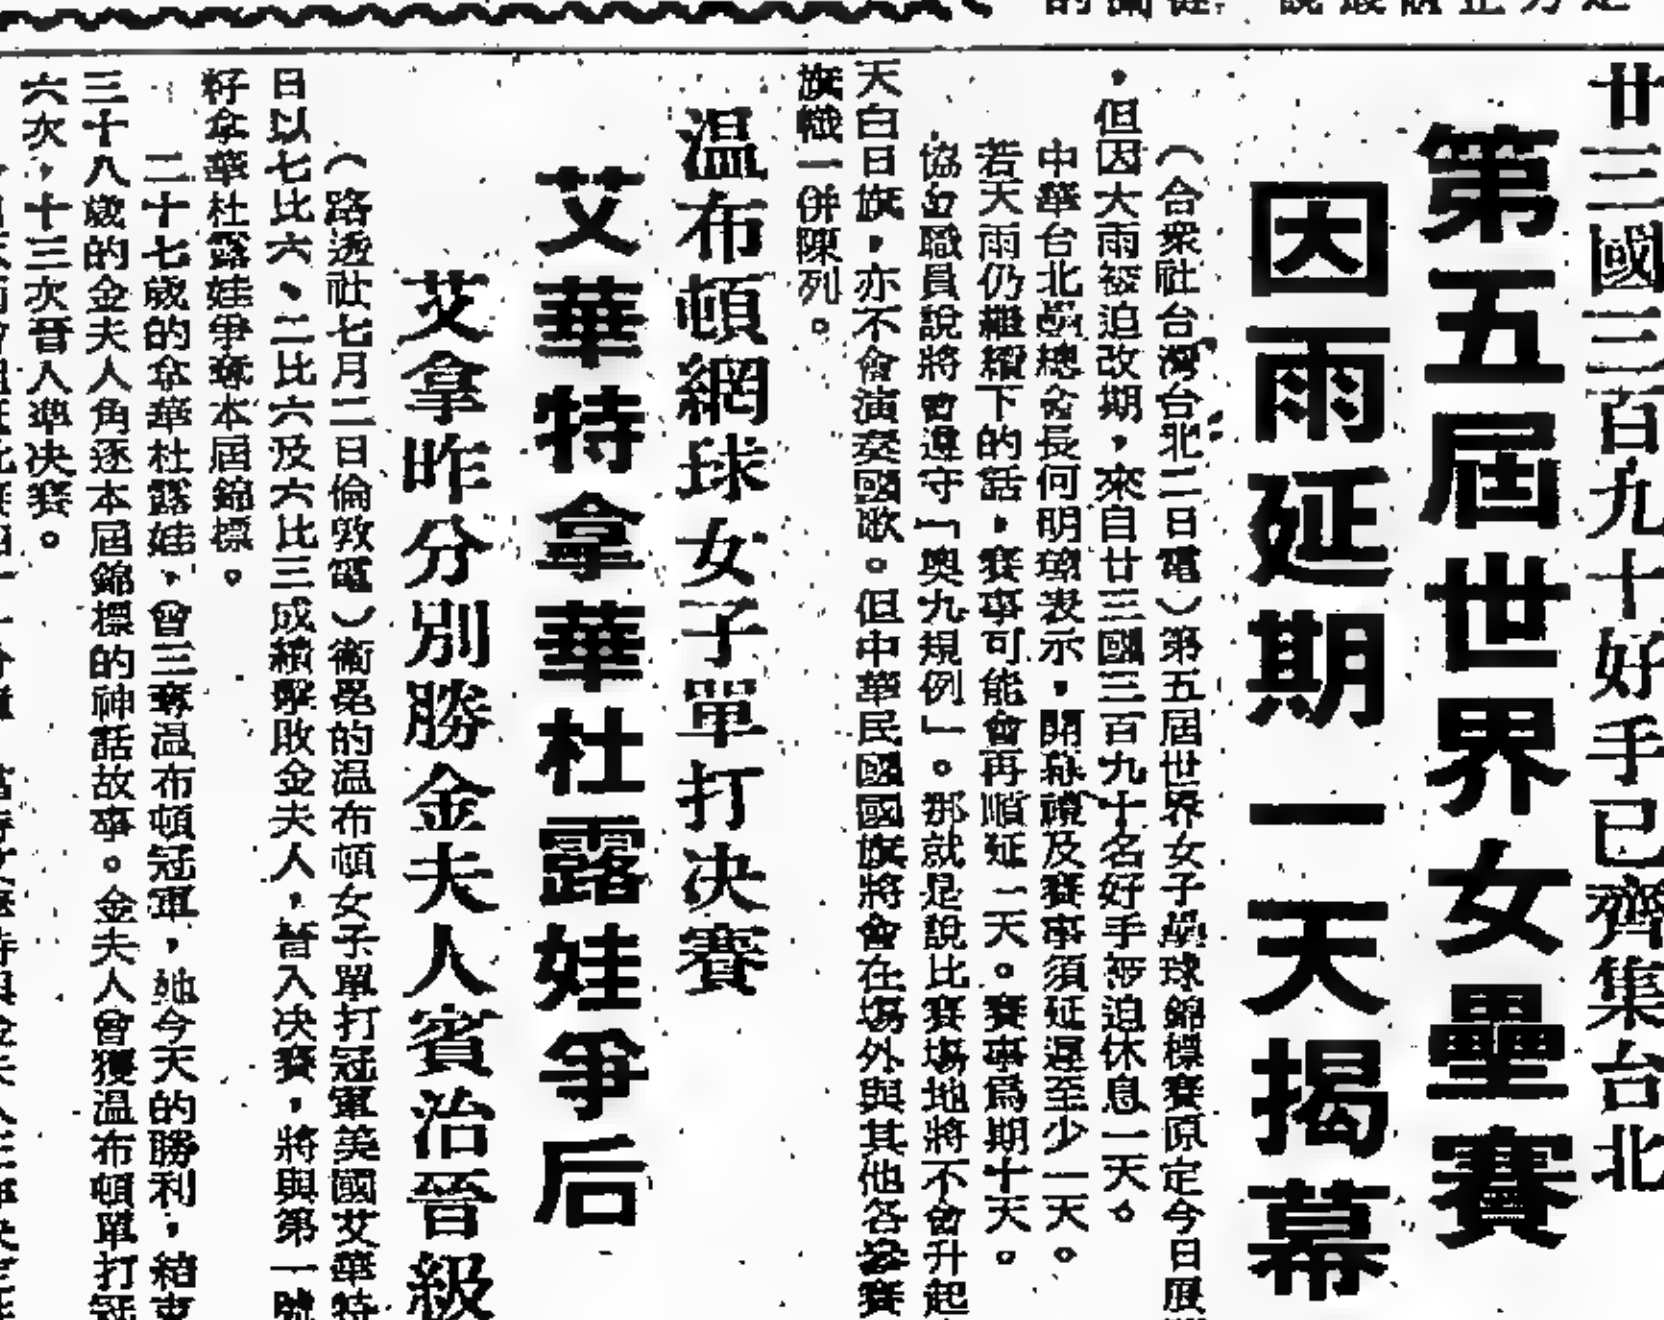 廿三國三百九十好手已齊集台北
第五屆世界女壘賽
因雨延期一天揭幕
（合衆社台灣台北二日電）第五屆世界女子壘球錦標賽原定今日展
，但因大雨被迫改期，來自廿三國三百九十名好手被迫休息一天。
中華台北壘總會長何明璋表示，開幕禮及賽事須延遲至少一天。
若天雨仍繼續下的話，賽事可能會再順延一天。賽事爲期十天。
協會職員說將會遵守「奧九規例」。那就是說比賽塲地將不會升起
天白日旗，亦不會演奏國歌。但中華民國國旗將會在塲外與其他各參賽
旗幟一併陳列。
温布頓網球女子單打决賽
艾華特拿華杜露娃爭后
艾拿昨分別勝金夫人賓治晉級
（路透社七月二日倫敦電）衞冕的温布頓女子單打冠軍美國艾華特
日以七比六、二比六及六比三成績擊敗金夫人，晉入决賽，將與第一號
籽拿華杜露娃爭奪本屆錦標。
二十七歲的拿華杜露娃，曾三奪温布頓冠軍，她今天的勝利，結束
三十八歲的金夫人角逐本屆錦標的神話故事。金夫人曾獲温布頓單打冠
六次，十三次晉入準决賽。